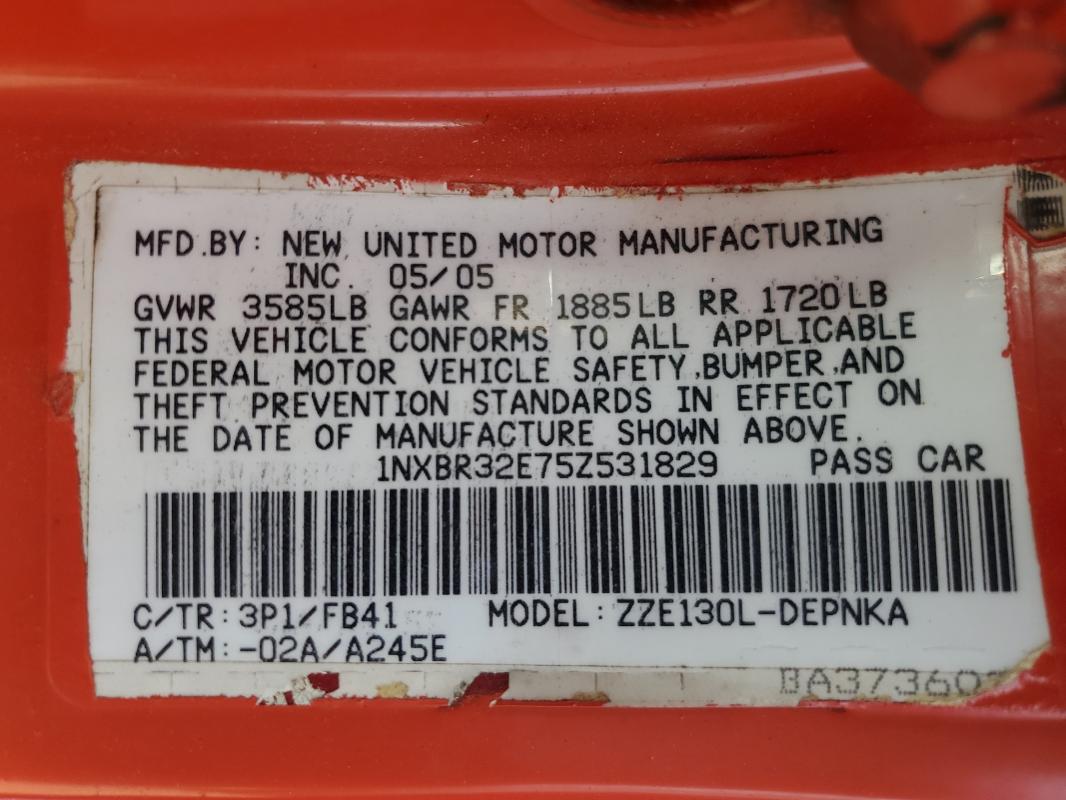 MFD.BY: NEW UNITED MOTOR MANUFACTURING
INC. 05/05
GVWR 3585LB GAWR FR 1885LB RR 1720LB
THIS VEHICLE CONFORMS TO ALL APPLICABLE
FEDERAL MOTOR VEHICLE SAFETY,BUMPER,AND
THEFT PREVENTION STANDARDS IN EFFECT ON
THE DATE OF MANUFACTURE SHOWN ABOVE.
1NXBR32E75Z531829 PASS CAR
C/TR:3P1/FB41 MODEL:ZZE130L-DEPNKA
A/TM:-02A/A245E